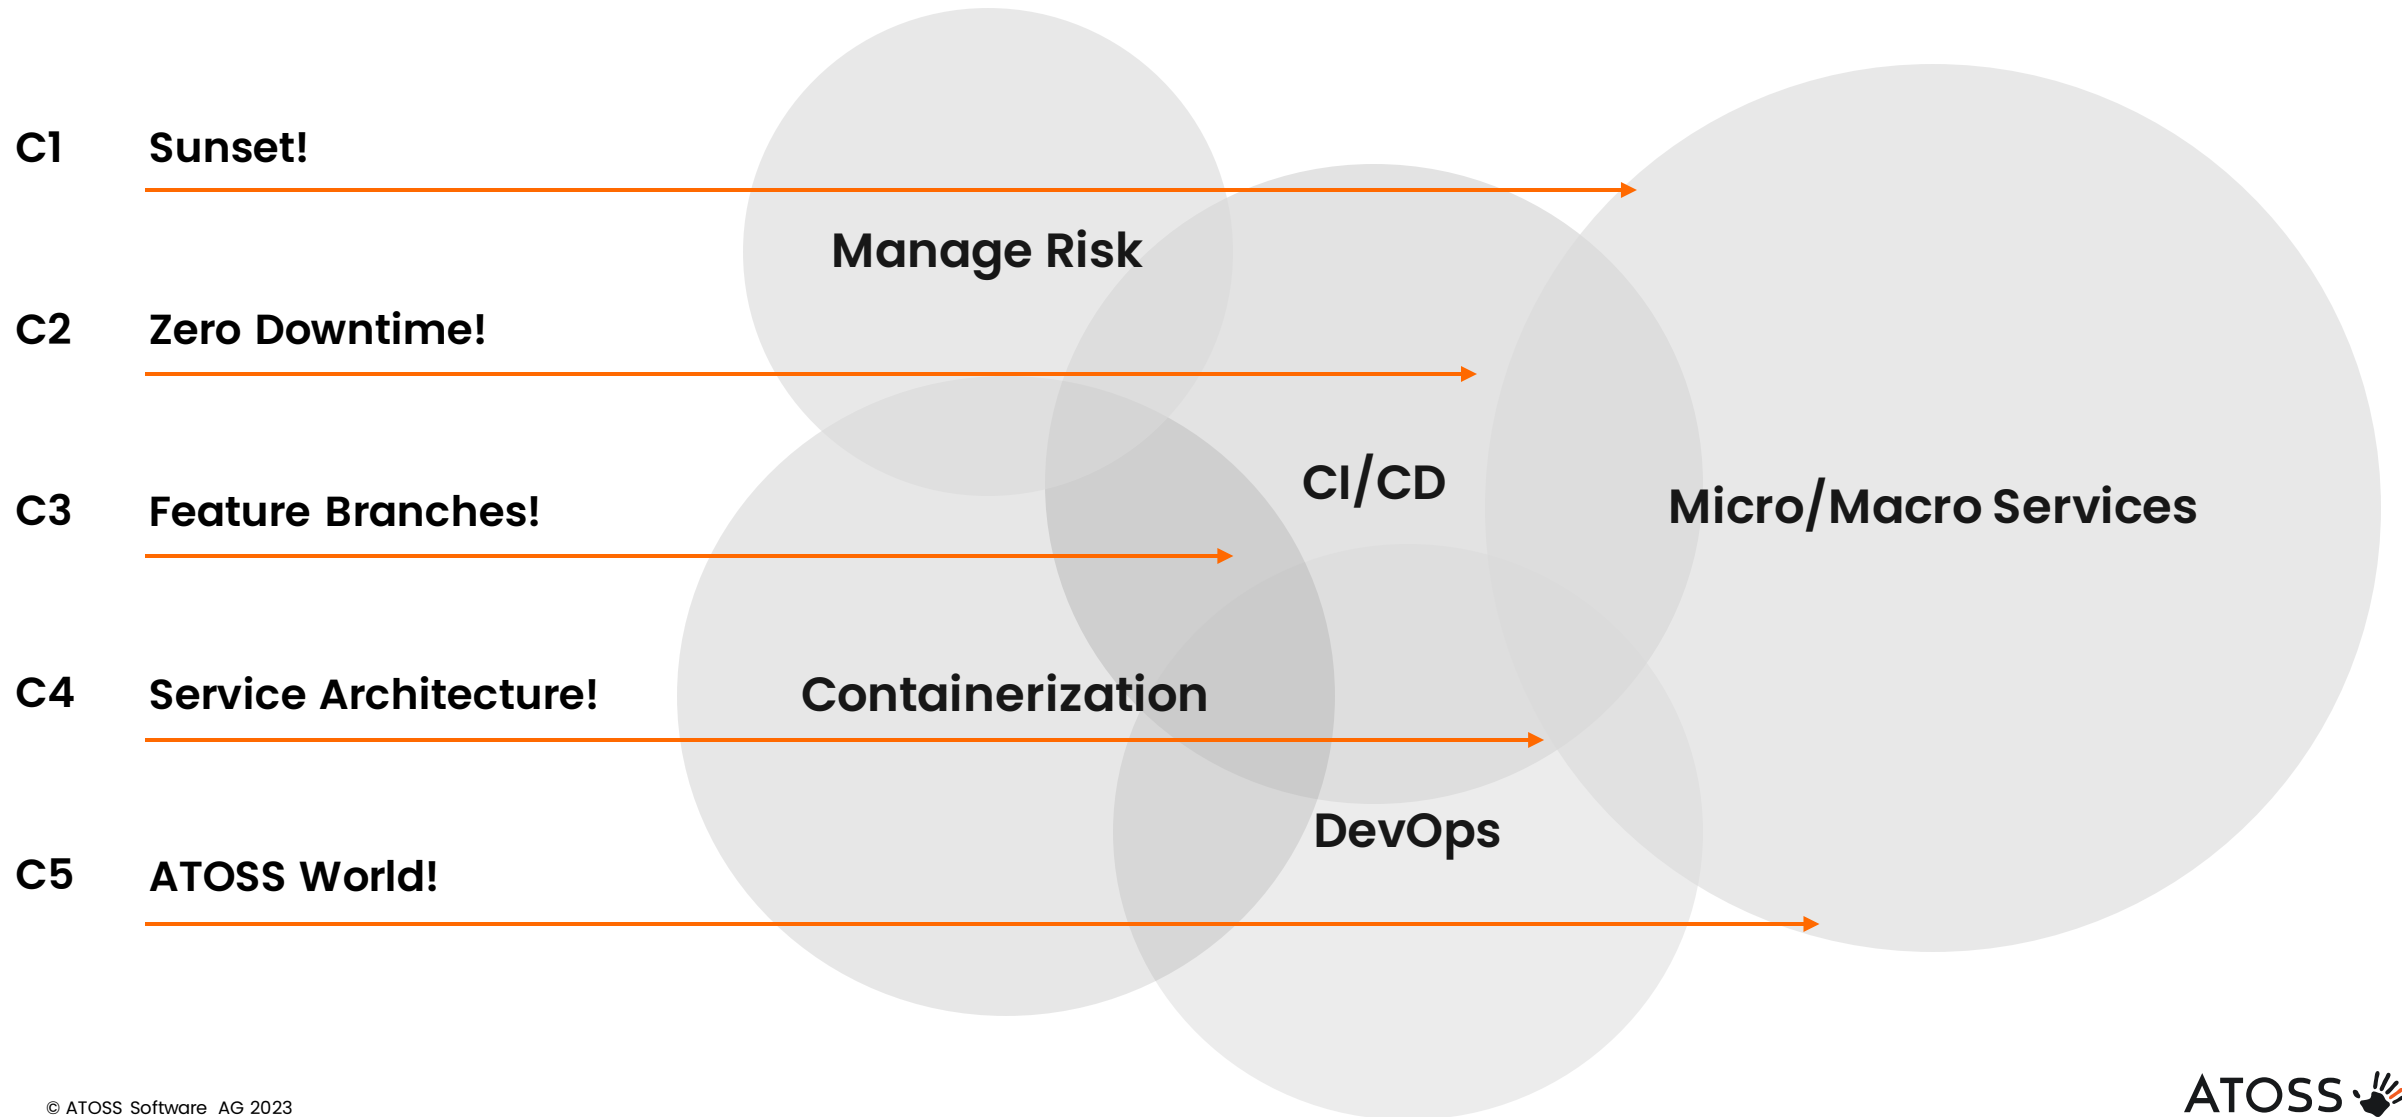 C1 Sunset!
Manage Risk
C2 Zero Downtime!
CI/CD
C3 Feature Branches!
Micro/Macro Services
C4 Service Architecture!
Containerization
DevOps
C5 ATOSS World!
© ATOSS Software AG 2023
ATOSS